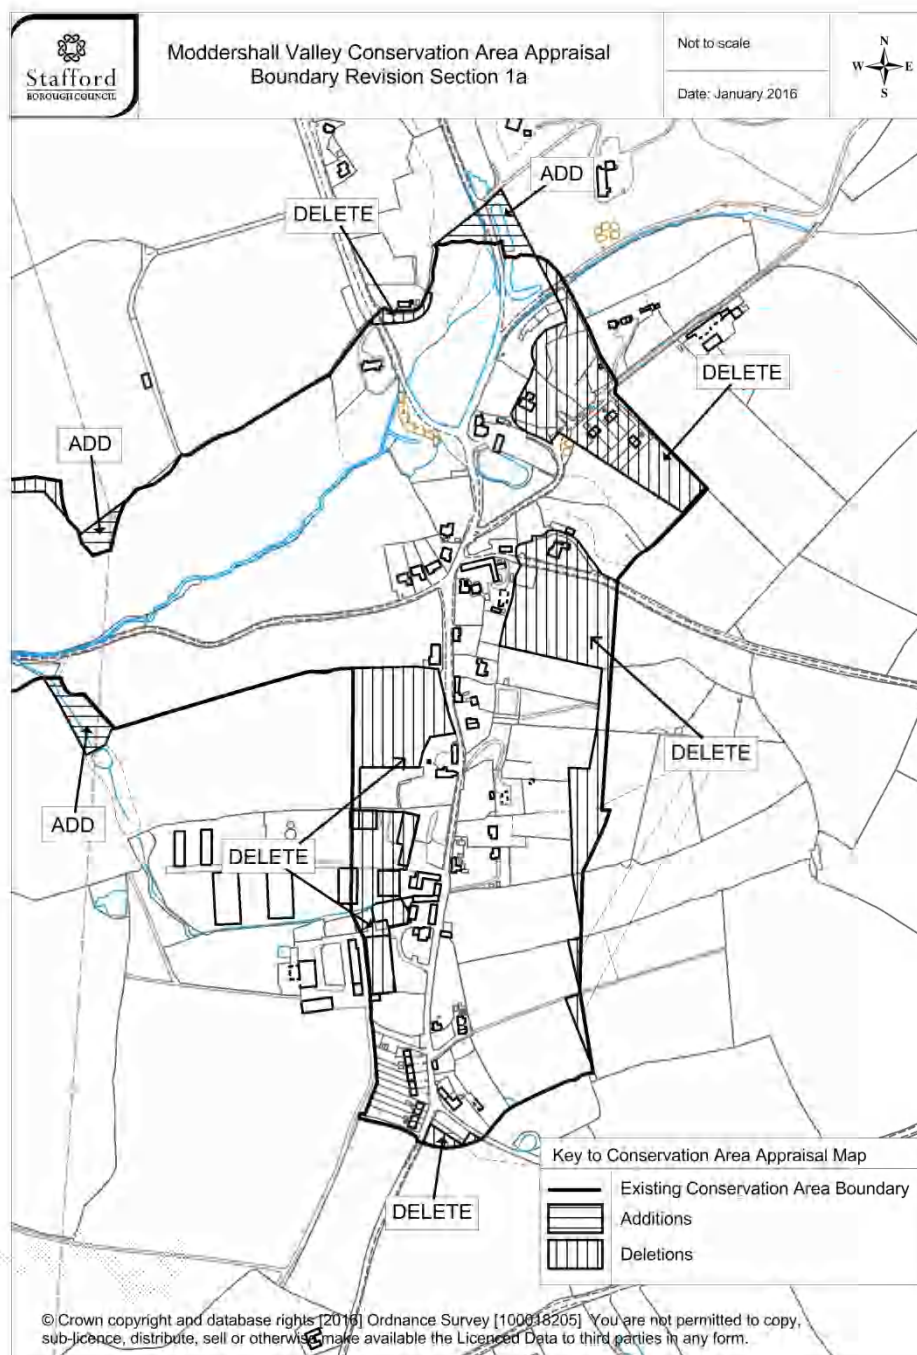 Stafford
BOROUGH COUNCIL
Moddershall Valley Conservation Area Appraisal
Boundary Revision Section 1a
Not to scale
Date: January 2016
N
W
E
S
ADD
DELETE
DELETE
ADD
DELETE
ADD
DELETE
DELETE
Key to Conservation Area Appraisal Map
Existing Conservation Area Boundary
Additions
Deletions
© Crown copyright and database rights [2016] Ordnance Survey [100018205] You are not permitted to copy,
sub-licence, distribute, sell or otherwise make available the Licenced Data to third parties in any form.